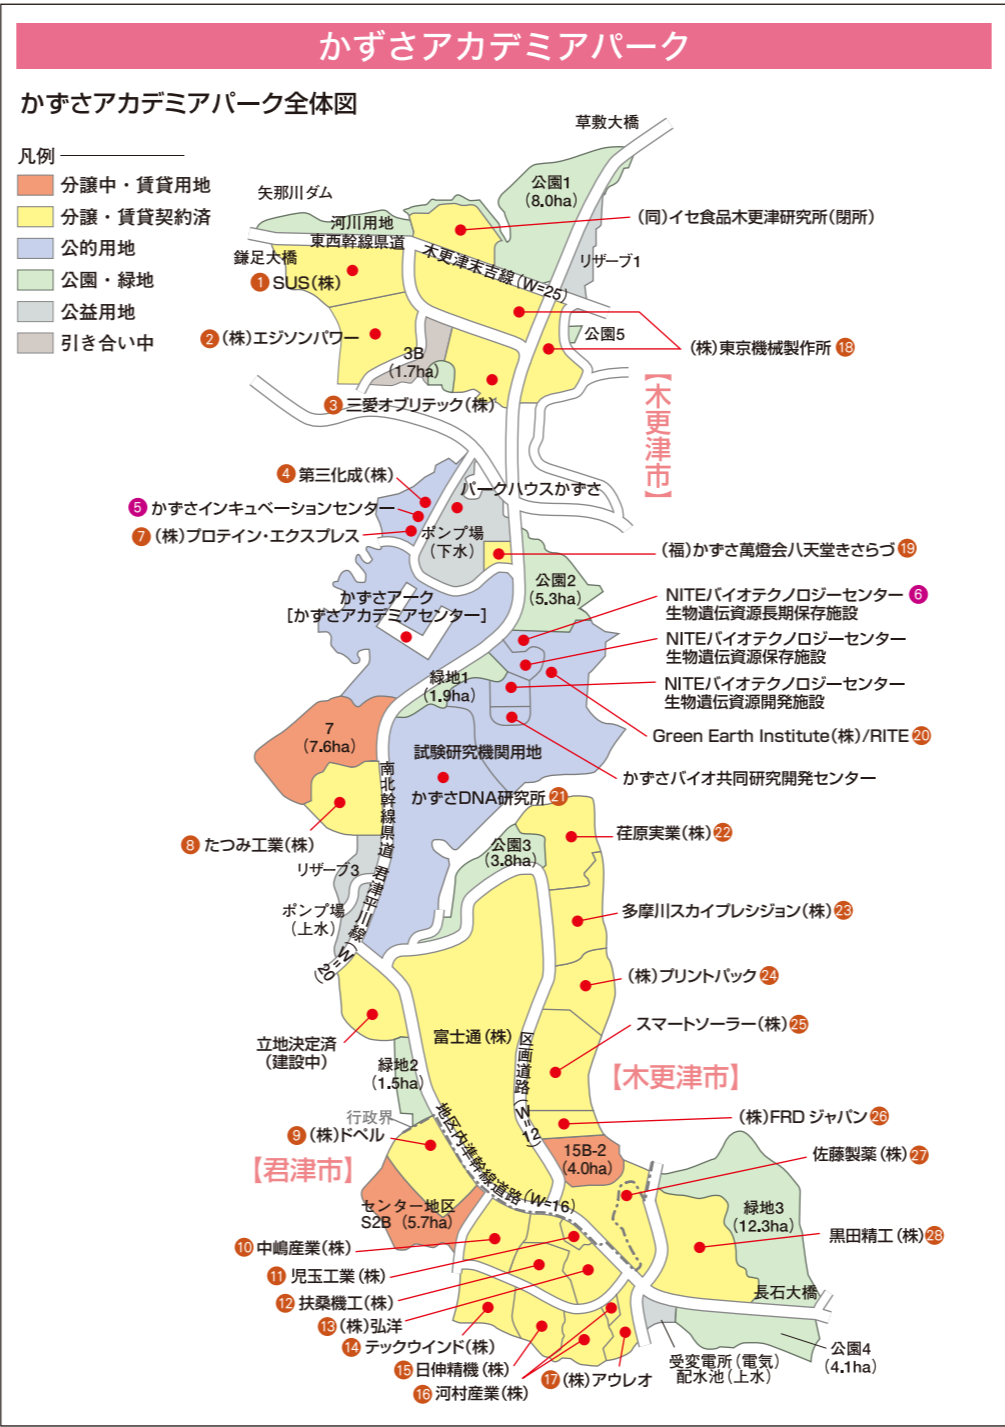 かずさアカデミアパーク
かずさアカデミアパーク全体図
凡例
分譲中・賃貸用地
分譲・賃貸契約済
公的用地
公園・緑地
公益用地
引き合い中
草敷大橋
矢那川ダム
公園1
(8.0ha)
河川用地
(同)イセ食品木更津研究所(閉所)
東西幹線県道
鎌足大橋
木更津末吉線(W=25)
リザーブ1
1 SUS(株)
2 (株)エジソンパワー
公園5
3B
(1.7ha)
(株)東京機械製作所 18
3 三愛オブリテック(株)
【木更津市】
4 第三化成(株)
パークハウスかずさ
5 かずさインキュベーションセンター
7 (株)プロテイン・エクスプレス
ポンプ場
(下水)
(福)かずさ萬燈会八天堂きさらづ 19
公園2
(5.3ha)
かずさアーク
[かずさアカデミアセンター]
NITEバイオテクノロジーセンター 6
生物遺伝資源長期保存施設
NITEバイオテクノロジーセンター
生物遺伝資源保存施設
緑地1
(1.9ha)
NITEバイオテクノロジーセンター
生物遺伝資源開発施設
7
(7.6ha)
Green Earth Institute(株)/RITE 20
試験研究機関用地
かずさバイオ共同研究開発センター
南北幹線県道 君津平川線(W=20)
かずさDNA研究所 21
8 たつみ工業(株)
荏原実業(株) 22
公園3
(3.8ha)
リザーブ3
ポンプ場
(上水)
多摩川スカイプレシジョン(株) 23
(株)プリントパック 24
富士通(株)
スマートソーラー(株) 25
立地決定済
(建設中)
区画道路(W=12)
緑地2
(1.5ha)
【木更津市】
行政界
地区内準幹線道路(W=16)
(株)FRD ジャパン 26
9 (株)ドペル
【君津市】
15B-2
(4.0ha)
佐藤製薬(株) 27
センター地区
S2B (5.7ha)
緑地3
(12.3ha)
黒田精工(株) 28
10 中嶋産業(株)
11 児玉工業(株)
長石大橋
12 扶桑機工(株)
13 (株)弘洋
14 テックウインド(株)
公園4
(4.1ha)
受変電所(電気)
配水池(上水)
15 日伸精機(株)
16 河村産業(株)
17 (株)アウレオ